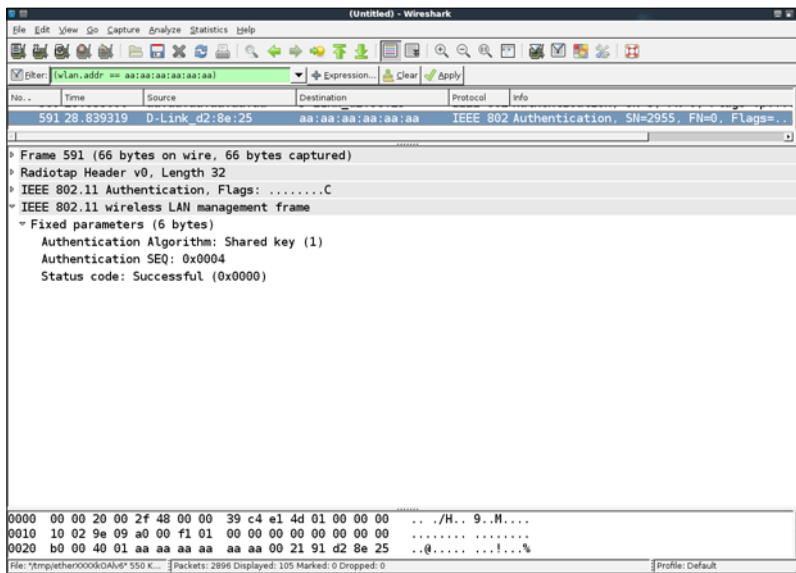 (Untitled) - Wireshark
File Edit View Go Capture Analyze Statistics Help
Filter: (wlan.addr == aa:aa:aa:aa:aa:aa) Expression... Clear Apply
No.. Time Source Destination Protocol Info
591 28.839319 D-Link_d2:8e:25 aa:aa:aa:aa:aa:aa IEEE 802 Authentication, SN=2955, FN=0, Flags=..
Frame 591 (66 bytes on wire, 66 bytes captured)
Radiotap Header v0, Length 32
IEEE 802.11 Authentication, Flags: ........C
IEEE 802.11 wireless LAN management frame
Fixed parameters (6 bytes)
Authentication Algorithm: Shared key (1)
Authentication SEQ: 0x0004
Status code: Successful (0x0000)
0000 00 00 20 00 2f 48 00 00 39 c4 e1 4d 01 00 00 00 .. ./H.. 9..M....
0010 10 02 9e 09 a0 00 f1 01 00 00 00 00 00 00 00 00 ........ ........
0020 b0 00 40 01 aa aa aa aa aa aa 00 21 91 d2 8e 25 ..@..... ...!...%
File: "/tmp/etherXXXXkOAlv6" 550 K... Packets: 2896 Displayed: 105 Marked: 0 Dropped: 0 Profile: Default